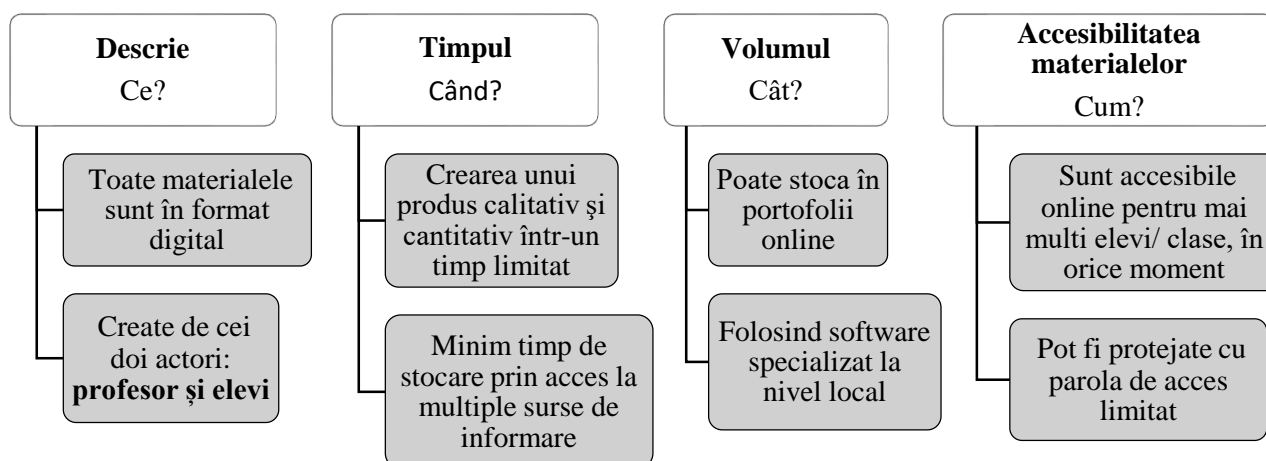 Descrie
Ce?
Toate materialele
sunt în format
digital
Create de cei
doi actori:
profesor și elevi
Timpul
Când?
Crearea unui
produs calitativ şi
cantitativ într-un
timp limitat
Minim timp de
stocare prin acces la
multiple surse de
informare
Volumul
Cât?
Poate stoca în
portofolii
online
Folosind software
specializat la
nivel local
Accesibilitatea
materialelor
Cum?
Sunt accesibile
online pentru mai
multi elevi/ clase, în
orice moment
Pot fi protejate cu
parola de acces
limitat